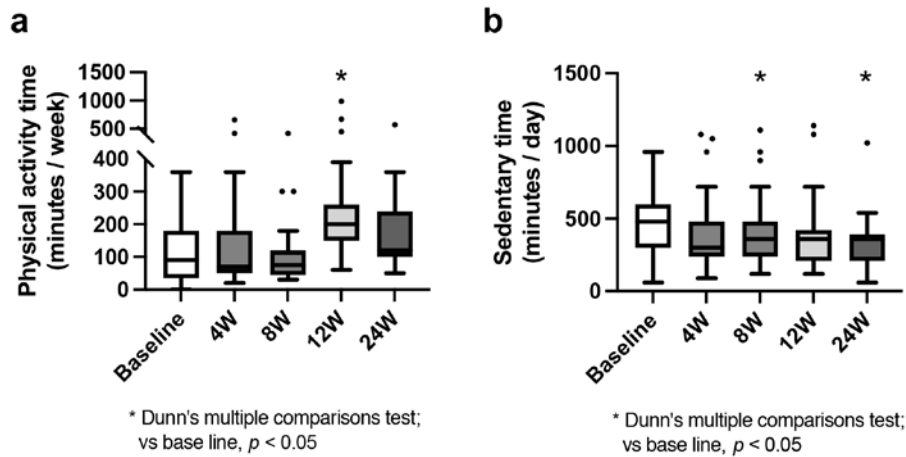 a
Physical activity time
(minutes / week)
1500
1000
500
400
300
200
100
0
Baseline
4W
8W
12W
24W
*
* Dunn's multiple comparisons test;
vs base line, p < 0.05
b
Sedentary time
(minutes / day)
1500
1000
500
0
Baseline
4W
8W
12W
24W
*
*
* Dunn's multiple comparisons test;
vs base line, p < 0.05